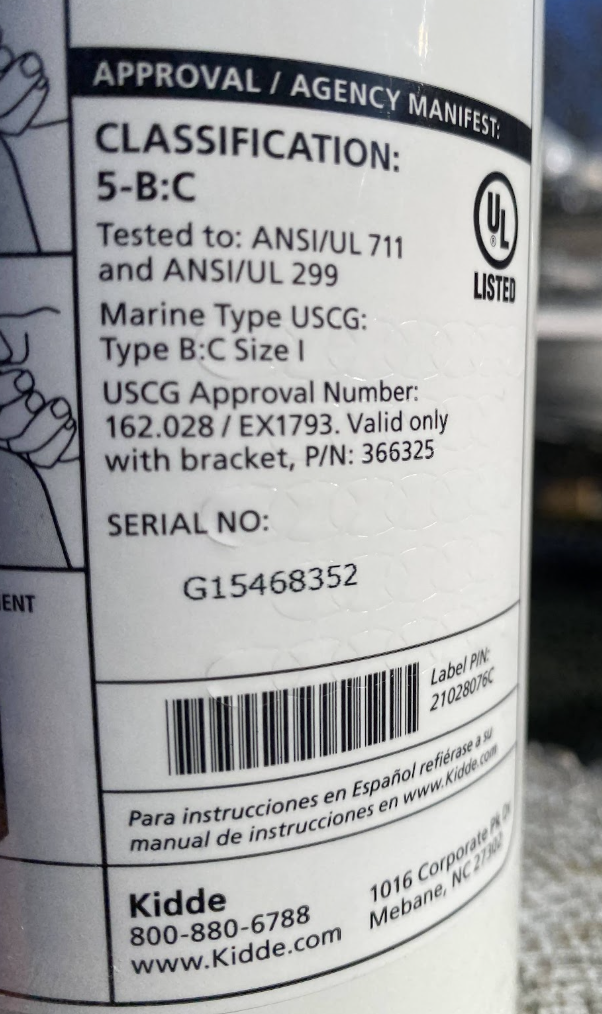 APPROVAL / AGENCY MANIFEST:
CLASSIFICATION:
5-B:C
Tested to: ANSI/UL 711
and ANSI/UL 299
UL
®
LISTED
Marine Type USCG:
Type B:C Size I
USCG Approval Number:
162.028 / EX1793. Valid only
with bracket, P/N: 366325
SERIAL NO:
G15468352
ENT
Label P/N:
21028076C
Para instrucciones en Español refiérase a su
manual de instrucciones en www.Kidde.com
Kidde
800-880-6788
www.Kidde.com
1016 Corporate Pk Dr
Mebane, NC 27302